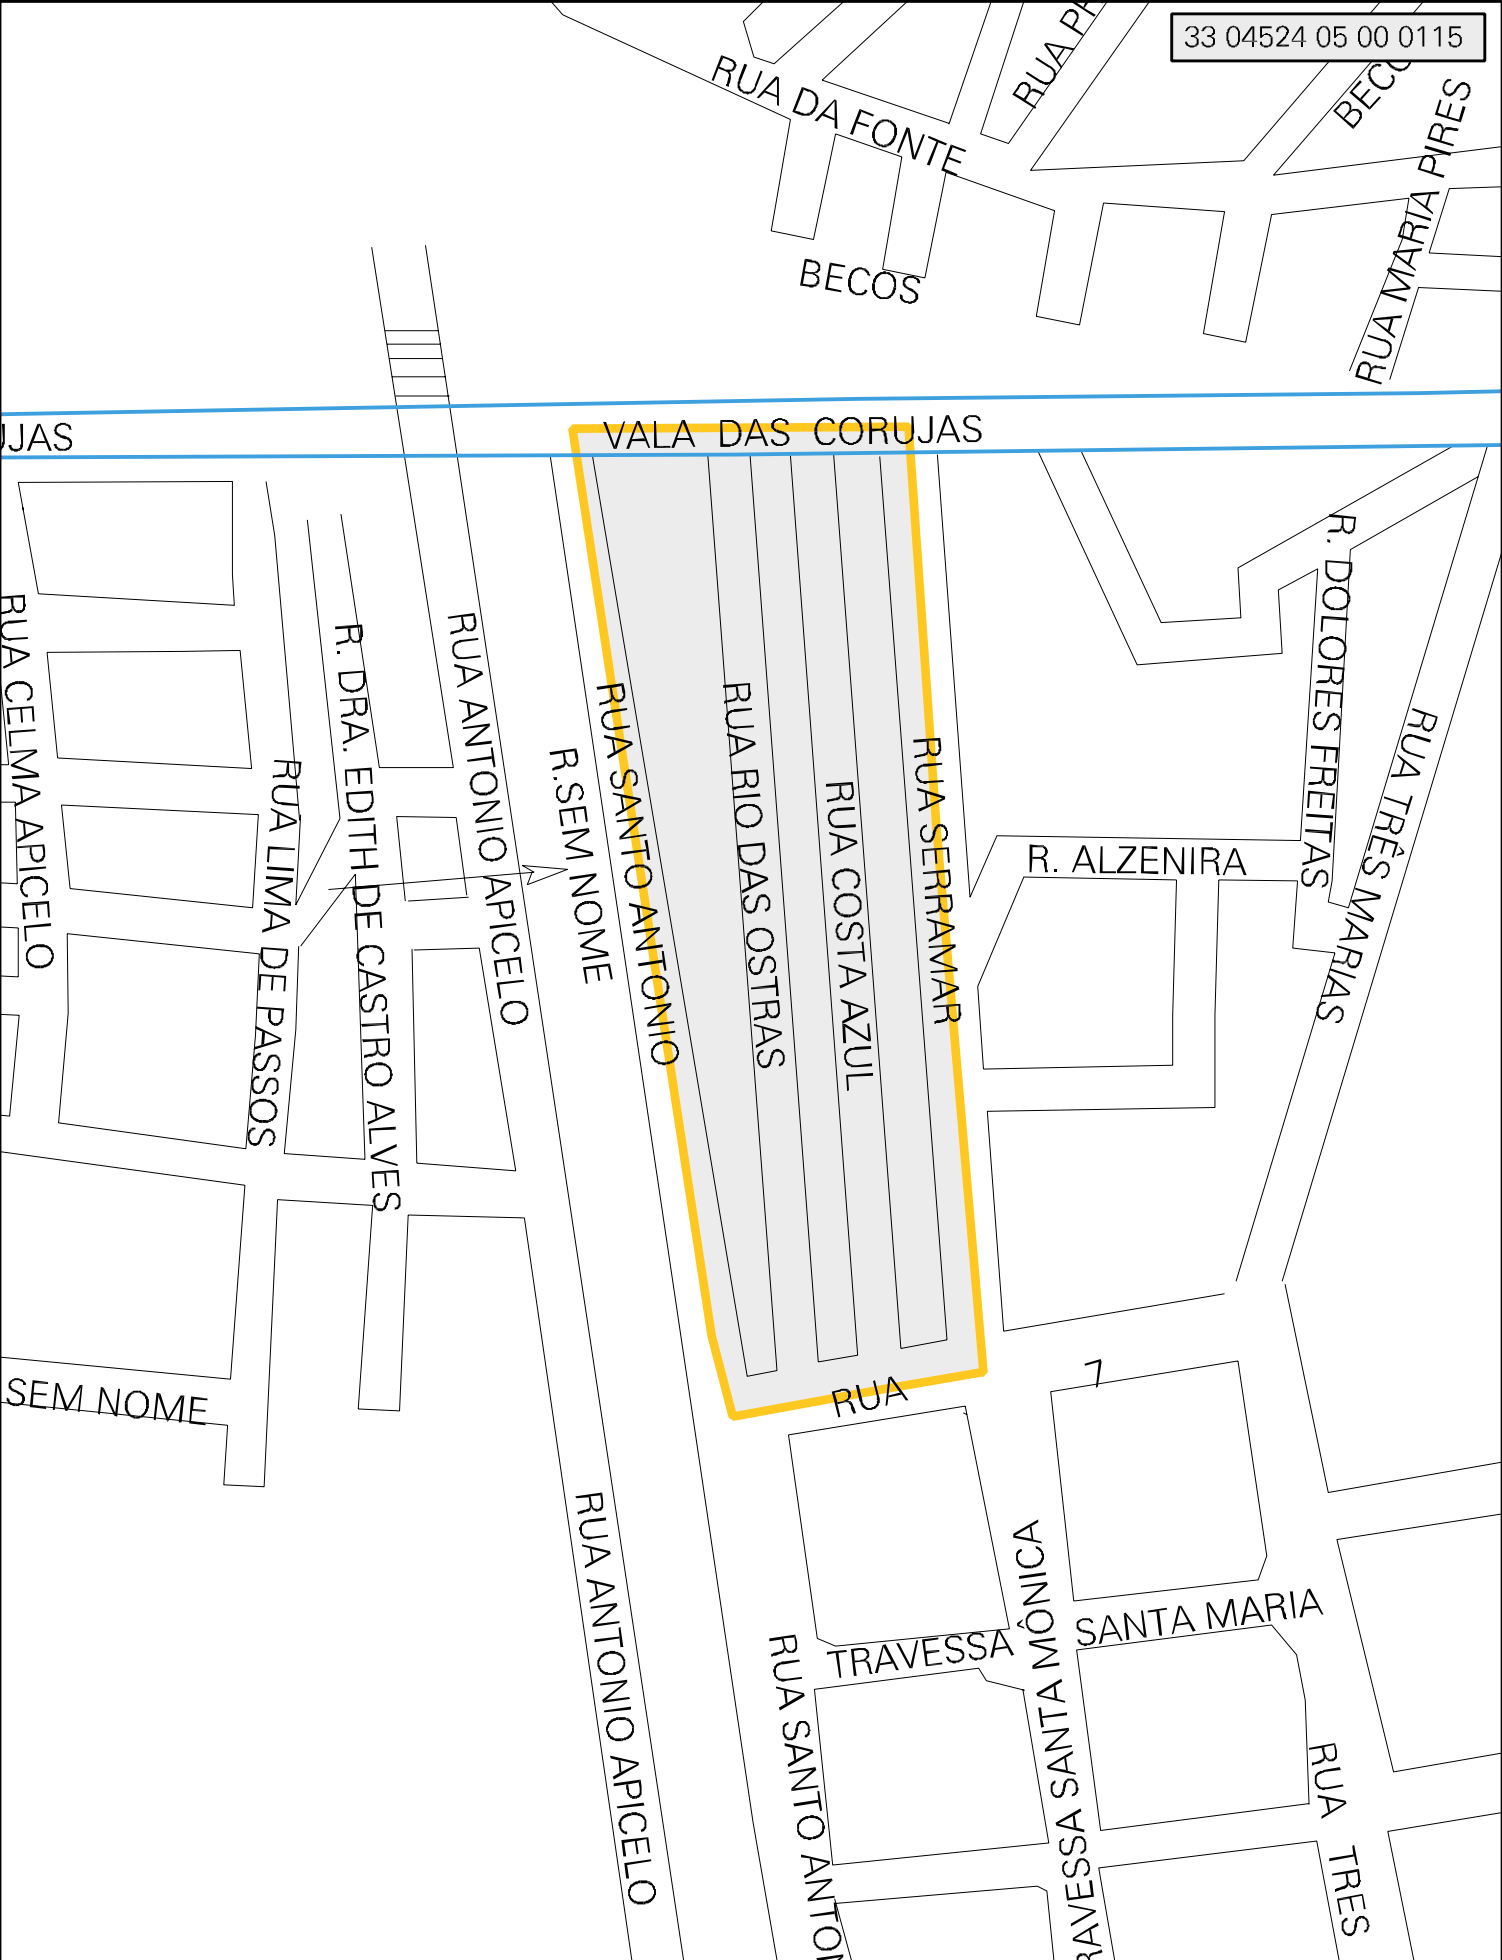 33 04524 05 00 0115
RUA DA FONTE
BECOS
RUA MARIA PIRES
VALA DAS CORUJAS
R. DOLORES FREITAS
RUA CELMA APICELO
R. DRA. EDITH DE CASTRO ALVES
RUA ANTONIO APICELO
RUA LIMA DE PASSOS
R.SEM NOME
RUA SANTO ANTONIO
RUA RIO DAS OSTRAS
RUA COSTA AZUL
RUA SERRAMAR
R. ALZENIRA
RUA TRÊS MARIAS
SEM NOME
RUA 7
RUA ANTONIO APICELO
TRAVESSA SANTA MARIA
RUA SANTO
SANTA MÔNICA
RUA TRES